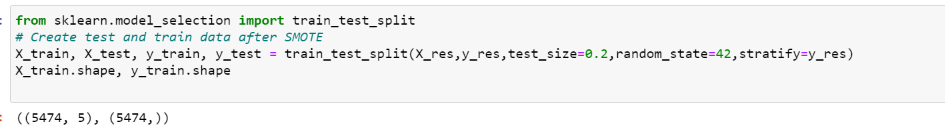 from sklearn.model_selection import train_test_split
# Create test and train data after SMOTE
X_train, X_test, y_train, y_test = train_test_split(X_res,y_res,test_size=0.2,random_state=42,stratify=y_res)
X_train.shape, y_train.shape
((5474, 5), (5474,))